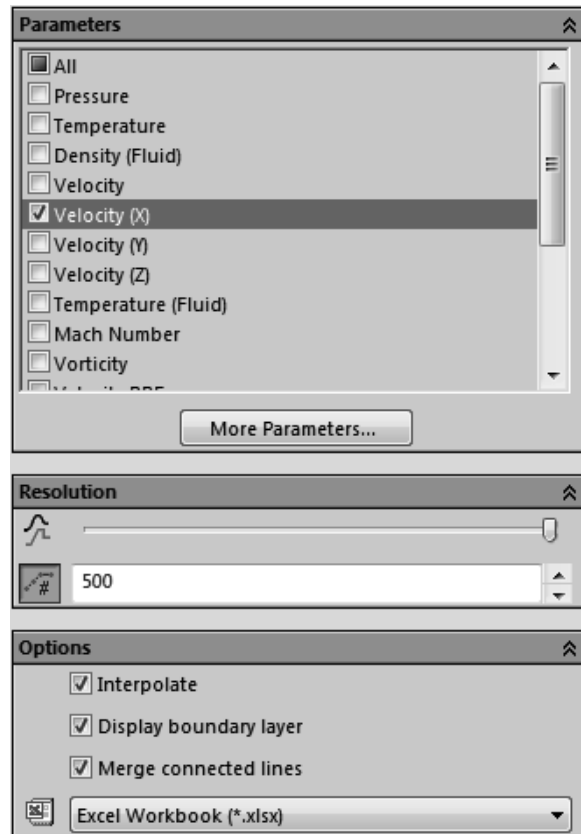 Parameters
All
Pressure
Temperature
Density (Fluid)
Velocity
Velocity (X)
Velocity (Y)
Velocity (Z)
Temperature (Fluid)
Mach Number
Vorticity
More Parameters...
Resolution
#
500
Options
Interpolate
Display boundary layer
Merge connected lines
Excel Workbook (*.xlsx)